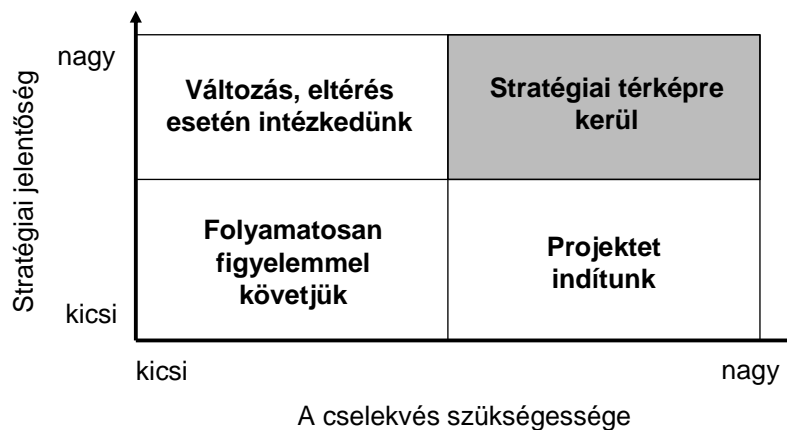 Stratégiai jelentőség
nagy
Változás, eltérés
esetén intézkedünk
Stratégiai térképre
kerül
Folyamatosan
figyelemmel
követjük
Projektet
indítunk
kicsi
kicsi
nagy
A cselekvés szükségessége